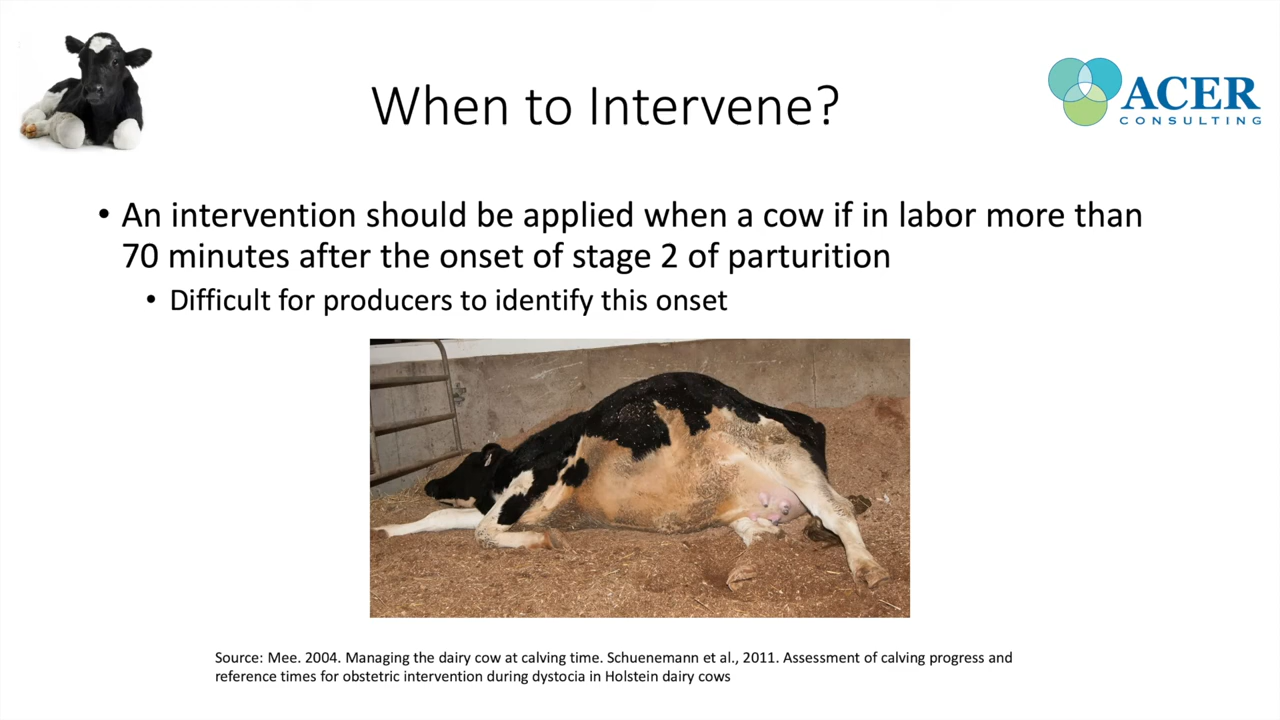 When to Intervene?
ACER
CONSULTING
• An intervention should be applied when a cow if in labor more than
70 minutes after the onset of stage 2 of parturition
• Difficult for producers to identify this onset
Source: Mee. 2004. Managing the dairy cow at calving time. Schuenemann et al., 2011. Assessment of calving progress and
reference times for obstetric intervention during dystocia in Holstein dairy cows